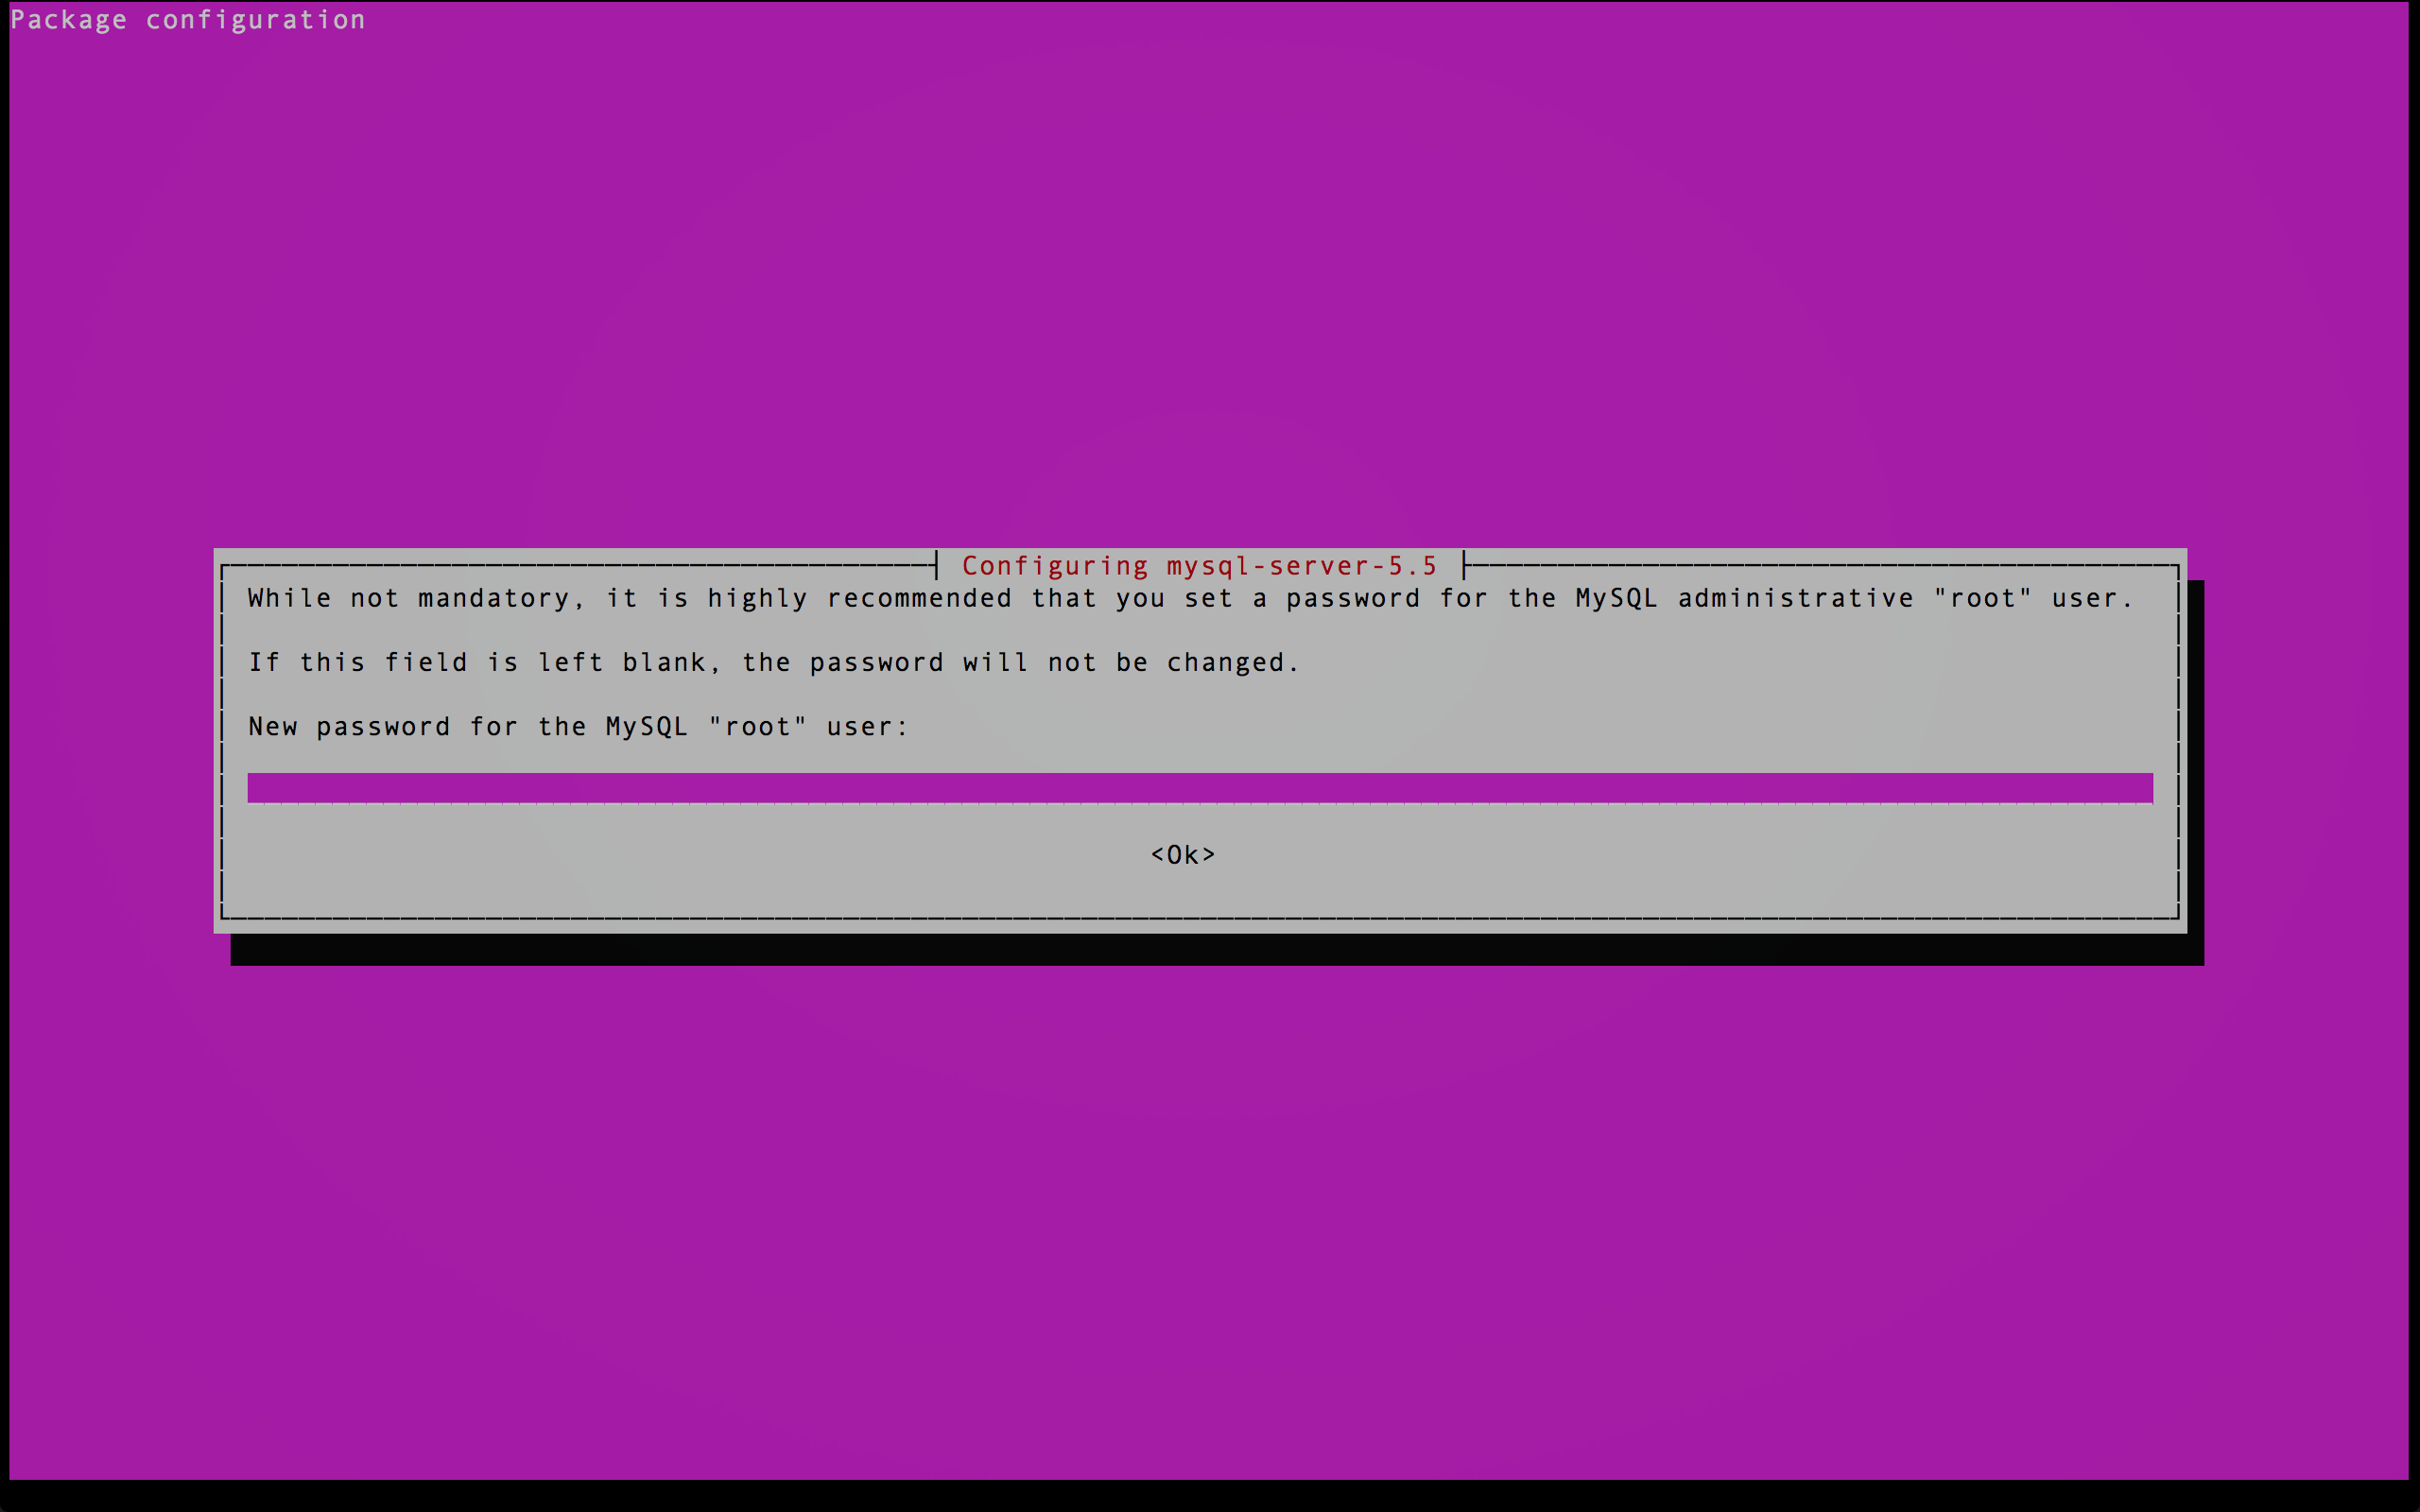 Package configuration
Configuring mysql-server-5.5
While not mandatory, it is highly recommended that you set a password for the MySQL administrative "root" user.
If this field is left blank, the password will not be changed.
New password for the MySQL "root" user:
<Ok>